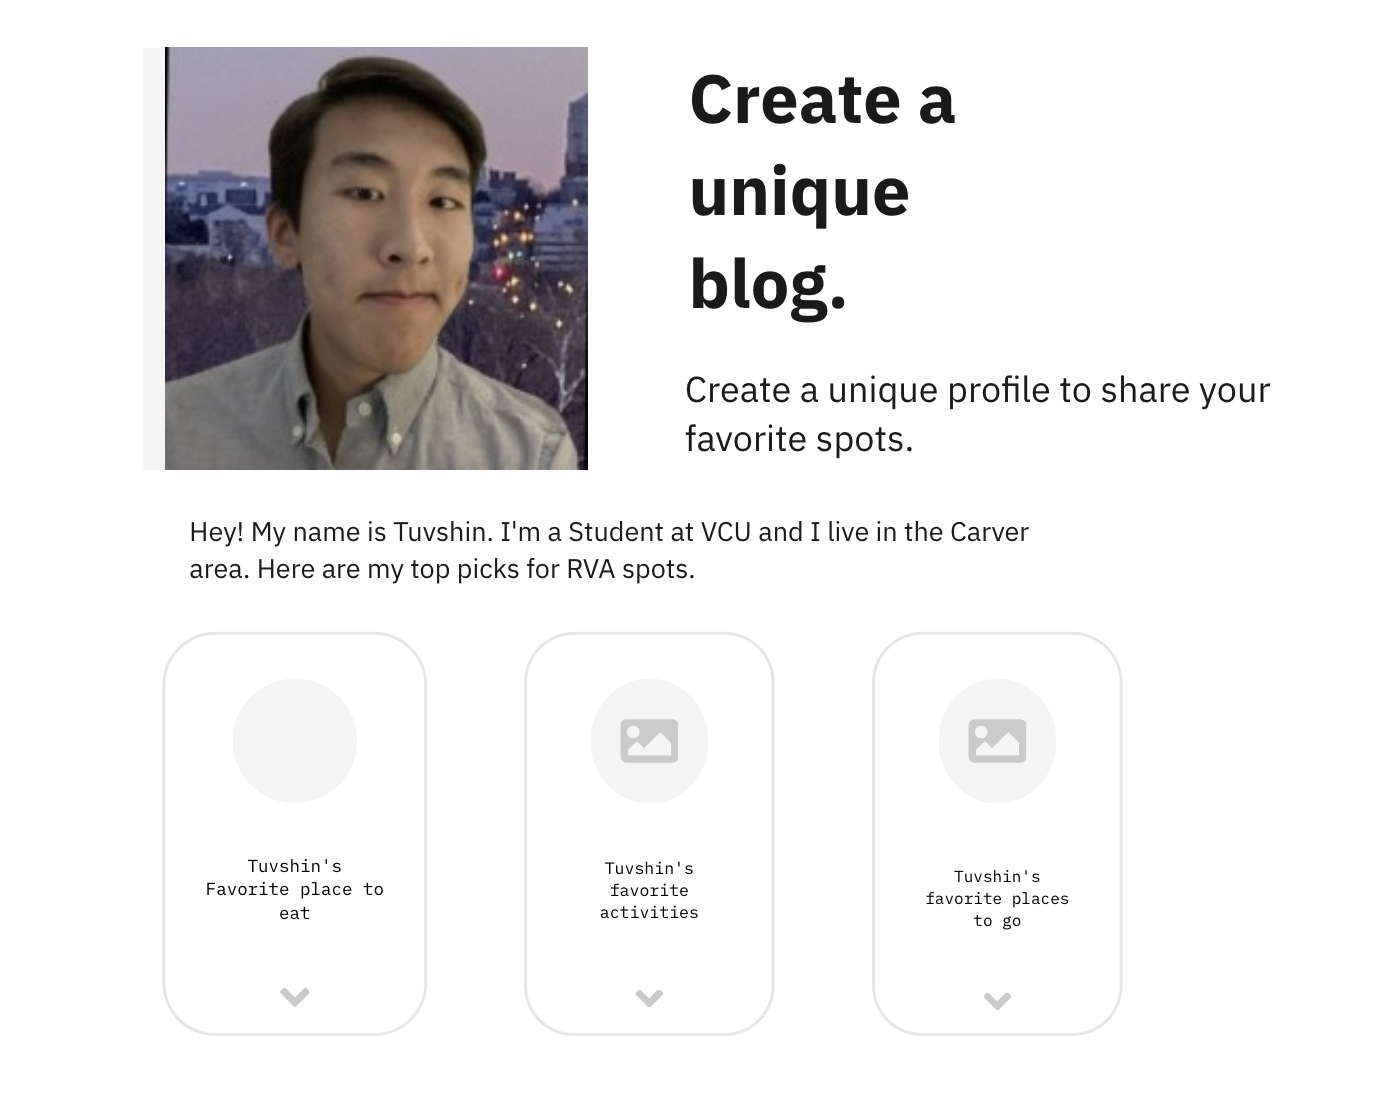 Create a
unique
blog.
Create a unique profile to share your
favorite spots.
Hey! My name is Tuvshin. I'm a Student at VCU and I live in the Carver
area. Here are my top picks for RVA spots.
Tuvshin's
Favorite place to
eat
Tuvshin's
favorite
activities
Tuvshin's
favorite places
to go